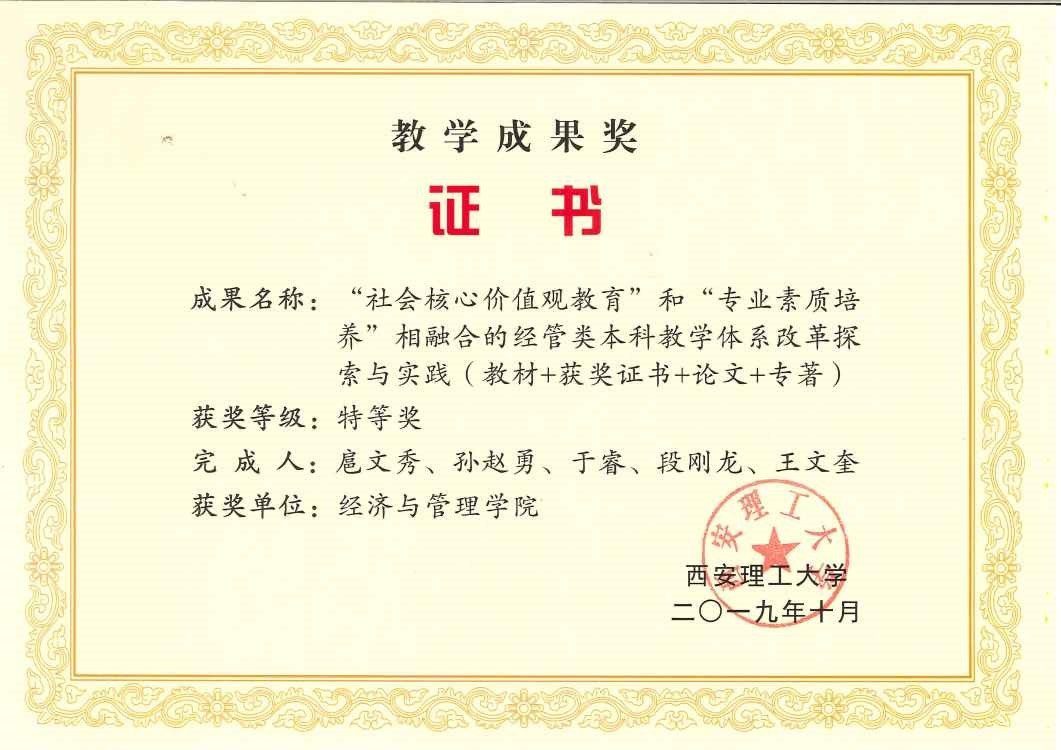 教学成果奖
证 书
成果名称：“社会核心价值观教育”和“专业素质培
养”相融合的经管类本科教学体系改革探
索与实践（教材+获奖证书+论文+专著）
获奖等级：特等奖
完 成 人：扈文秀、孙赵勇、于睿、段刚龙、王文奎
获奖单位：经济与管理学院
西安理工大学
西安理工大学
二〇一九年十月